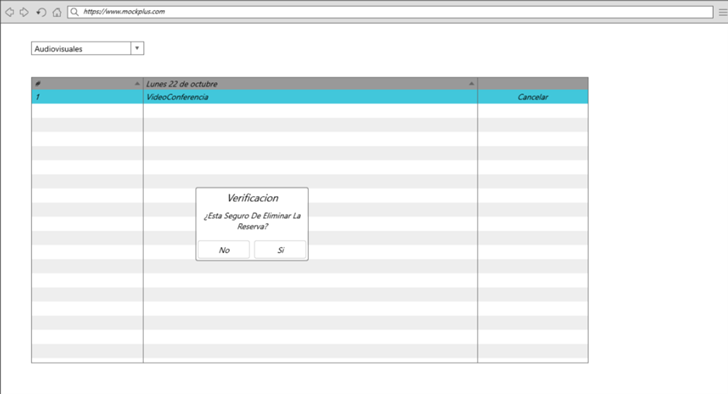 https://www.mockplus.com
Audiovisuales
# Lunes 22 de octubre
1 VideoConferencia Cancelar
Verificacion
¿Esta Seguro De Eliminar La
Reserva?
No Si